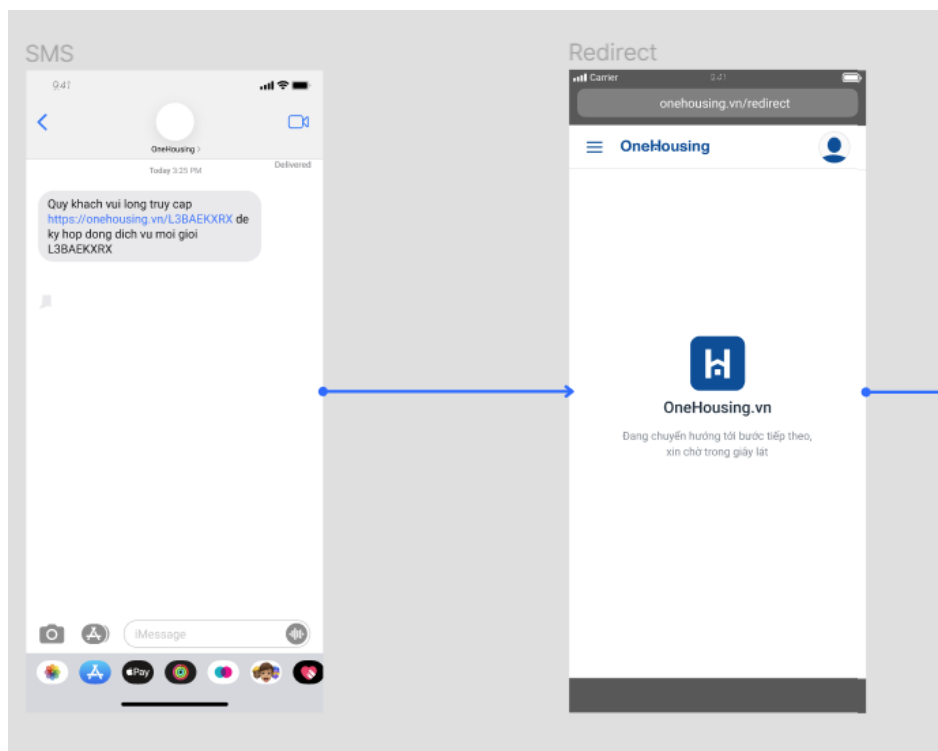 SMS
9:41
OneHousing >
Today 3:25 PM
Delivered
Quy khach vui long truy cap
https://onehousing.vn/L3BAEKXRX de
ky hop dong dich vu moi gioi
L3BAEKXRX
iMessage
Pay
Redirect
Carrier
9:41
onehousing.vn/redirect
OneHousing
OneHousing.vn
Đang chuyển hướng tới bước tiếp theo,
xin chờ trong giây lát